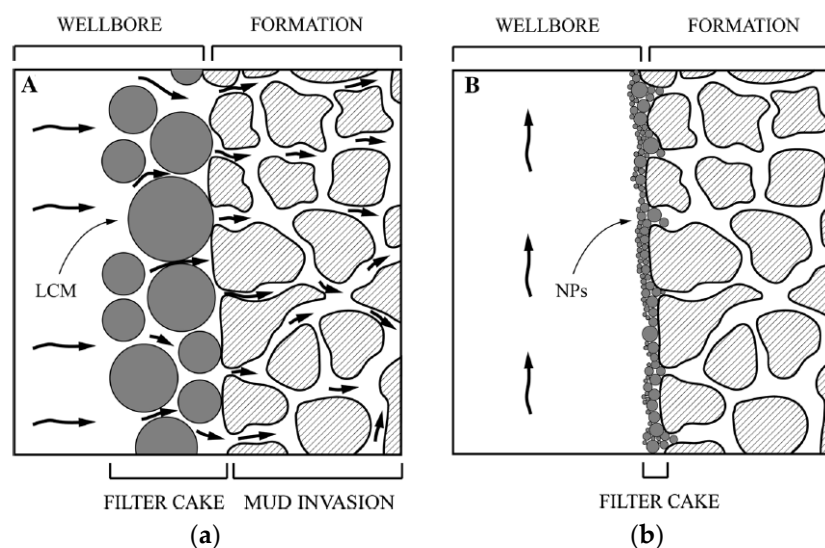 WELLBORE FORMATION
A
LCM
FILTER CAKE MUD INVASION
(a)
WELLBORE FORMATION
B
NPs
FILTER CAKE
(b)